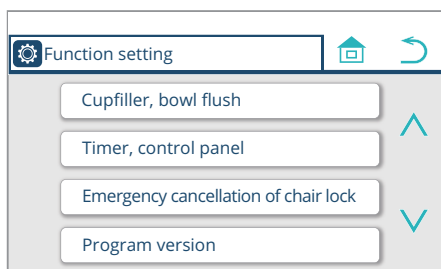 Function setting
Cupfiller, bowl flush
Timer, control panel
Emergency cancellation of chair lock
Program version